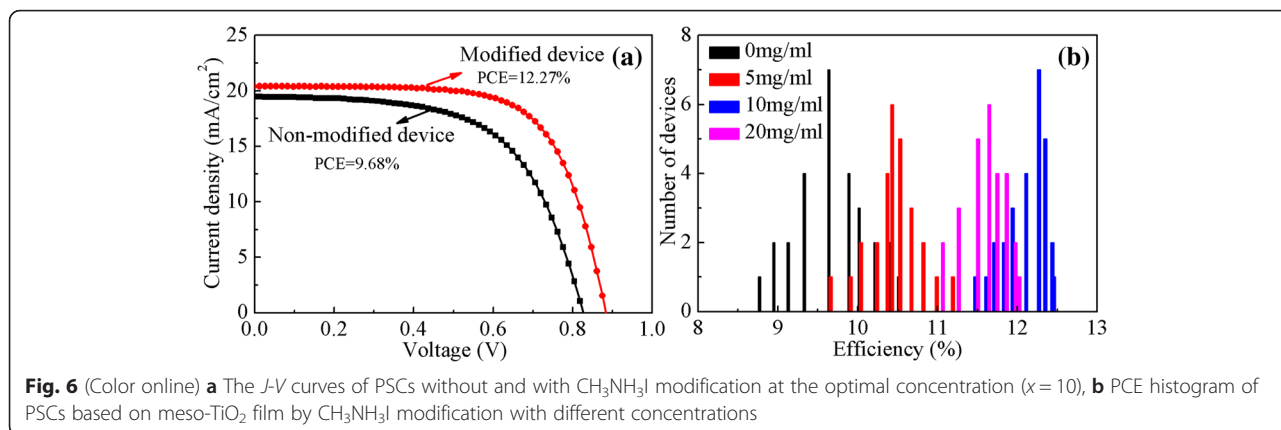 25
20
15
10
5
0
Current density (mA/cm²)
0.0 0.2 0.4 0.6 0.8 1.0
Voltage (V)
Modified device
PCE=12.27%
(a)
Non-modified device
PCE=9.68%
8
6
4
2
0
Number of devices
8 9 10 11 12 13
Efficiency (%)
0mg/ml
5mg/ml
10mg/ml
20mg/ml
(b)
Fig. 6 (Color online) a The J-V curves of PSCs without and with CH₃NH₃I modification at the optimal concentration (x = 10), b PCE histogram of
PSCs based on meso-TiO₂ film by CH₃NH₃I modification with different concentrations